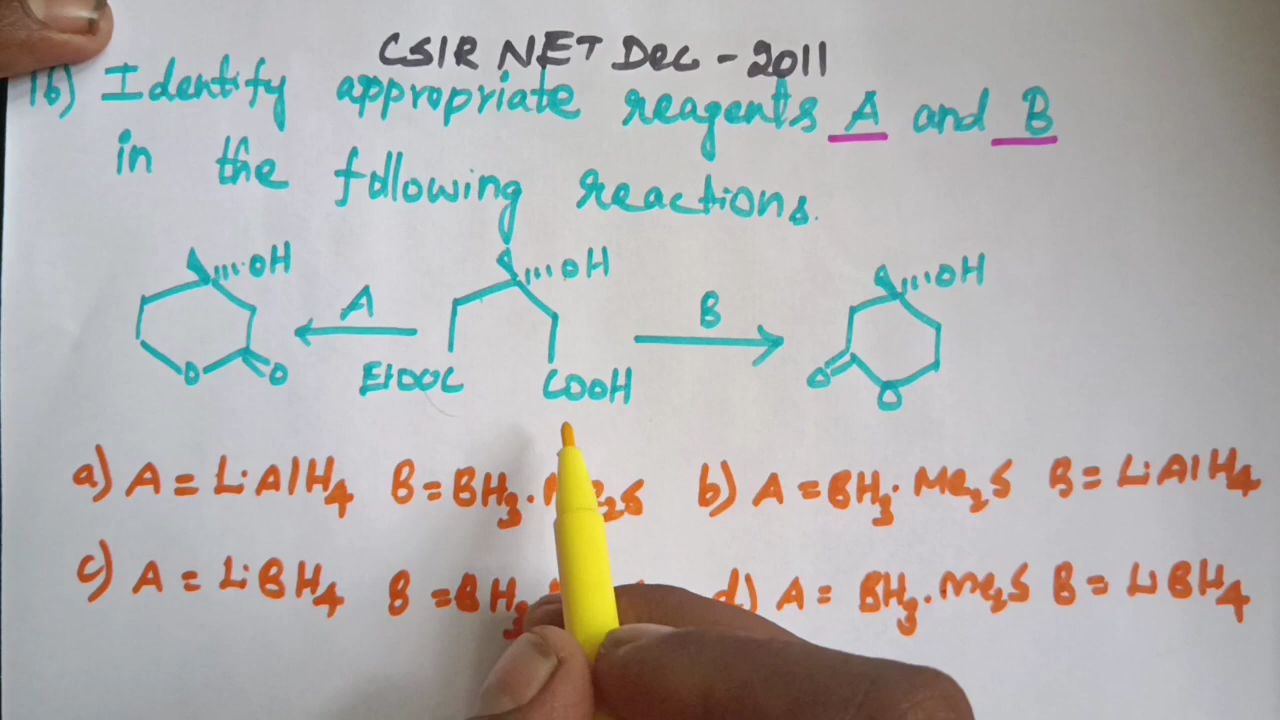 CSIR NET Dec - 2011
16) Identify appropriate reagents A and B
in the following reactions.
OH OH OH
A B
O O EtOOC COOH O O
a) A = LiAlH4 B = BH3. Me2S b) A = BH3. Me2S B = LiAlH4
c) A = LiBH4 B = BH3 d) A = BH3. Me2S B = LiBH4